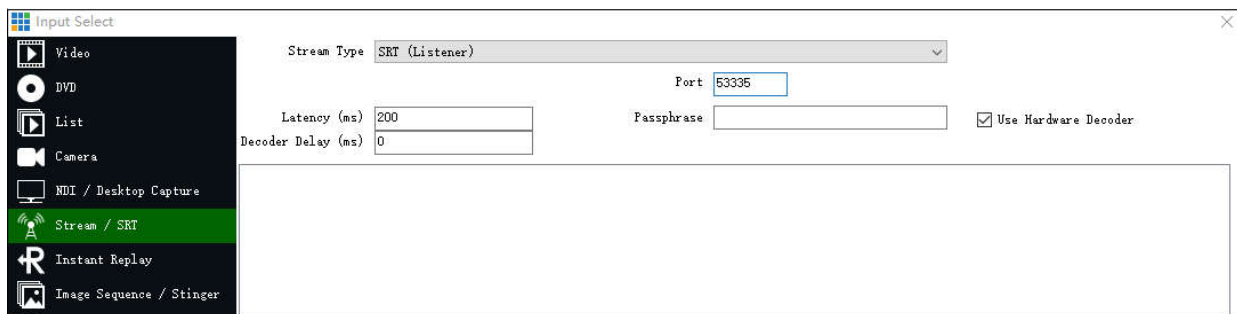 Input Select
Video
DVD
List
Camera
NDI / Desktop Capture
Stream / SRT
Instant Replay
Image Sequence / Stinger
Stream Type SRT (Listener)
Port 53335
Latency (ms) 200 Passphrase Use Hardware Decoder
Decoder Delay (ms) 0